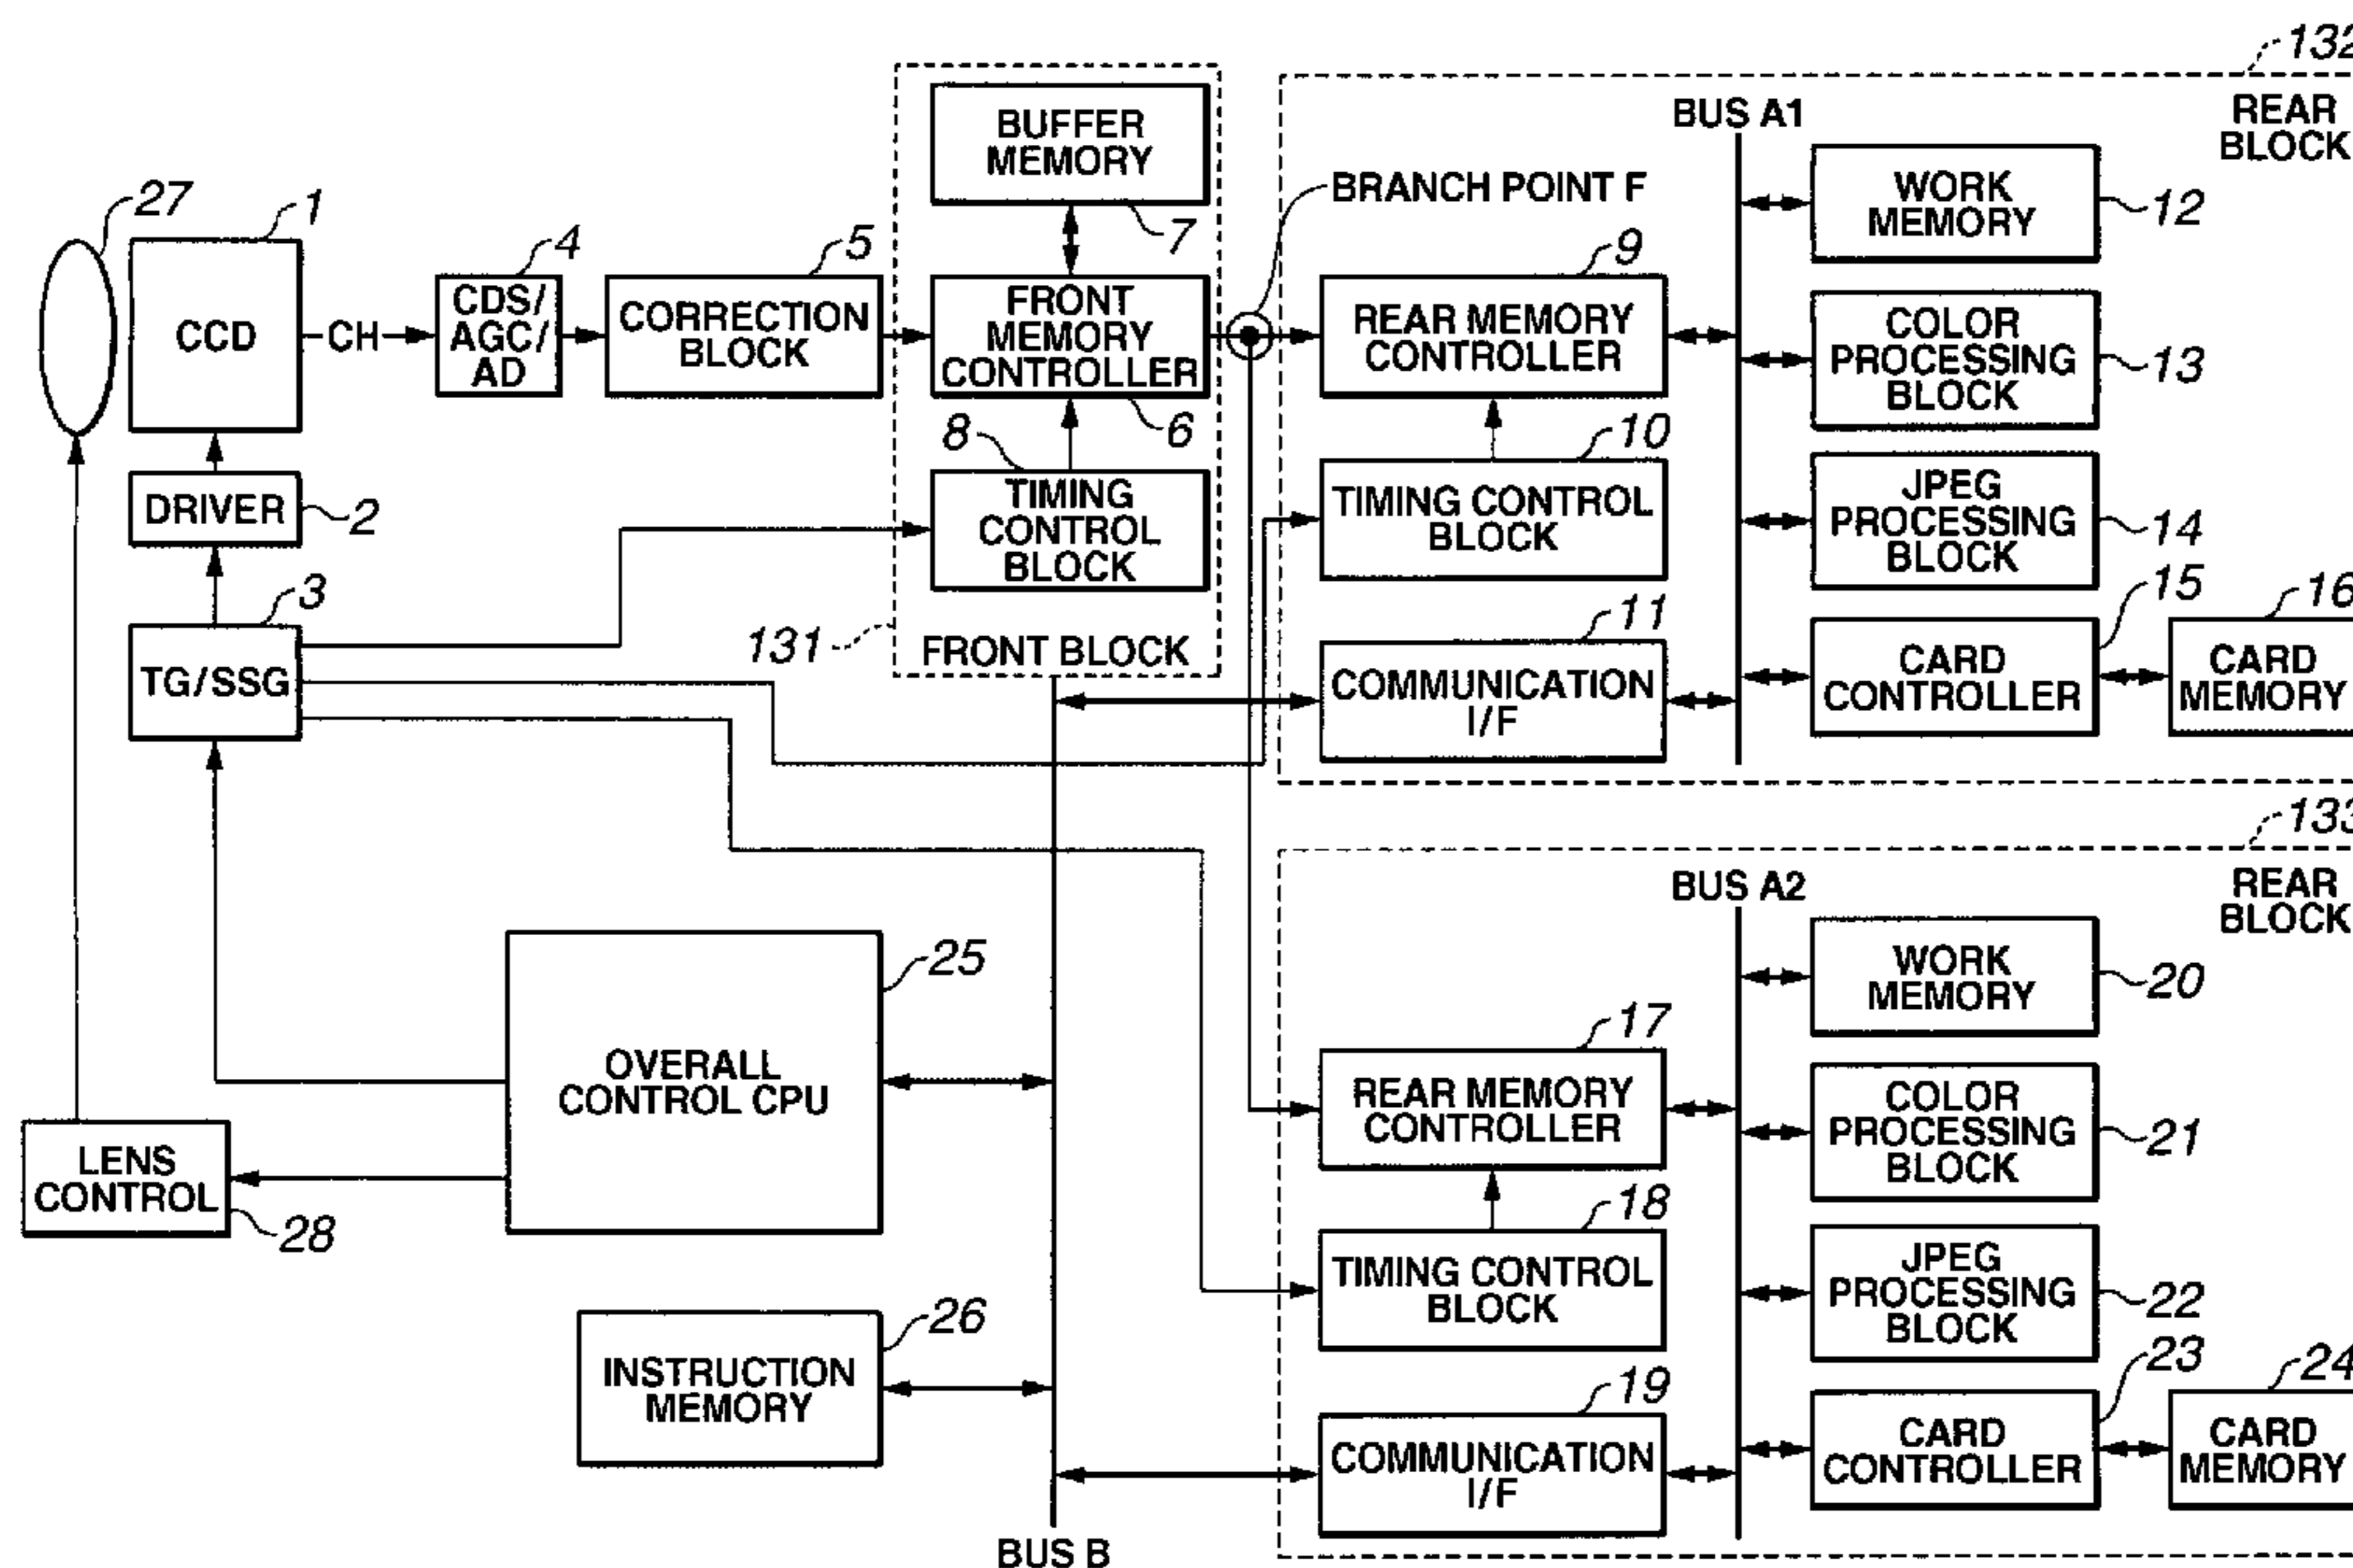 132
REAR
BLOCK
BUS A1
BUFFER
MEMORY
7
BRANCH POINT F
WORK
MEMORY
12
27
1
4
5
9
CCD
CH
CDS/
AGC/
AD
CORRECTION
BLOCK
FRONT
MEMORY
CONTROLLER
6
REAR MEMORY
CONTROLLER
COLOR
PROCESSING
BLOCK
13
8
10
DRIVER
2
TIMING
CONTROL
BLOCK
TIMING CONTROL
BLOCK
JPEG
PROCESSING
BLOCK
14
3
TG/SSG
131
FRONT BLOCK
11
COMMUNICATION
I/F
15
CARD
CONTROLLER
16
CARD
MEMORY
133
REAR
BLOCK
BUS A2
25
OVERALL
CONTROL CPU
WORK
MEMORY
20
17
REAR MEMORY
CONTROLLER
COLOR
PROCESSING
BLOCK
21
LENS
CONTROL
28
18
TIMING CONTROL
BLOCK
JPEG
PROCESSING
BLOCK
22
26
INSTRUCTION
MEMORY
19
COMMUNICATION
I/F
23
CARD
CONTROLLER
24
CARD
MEMORY
BUS B